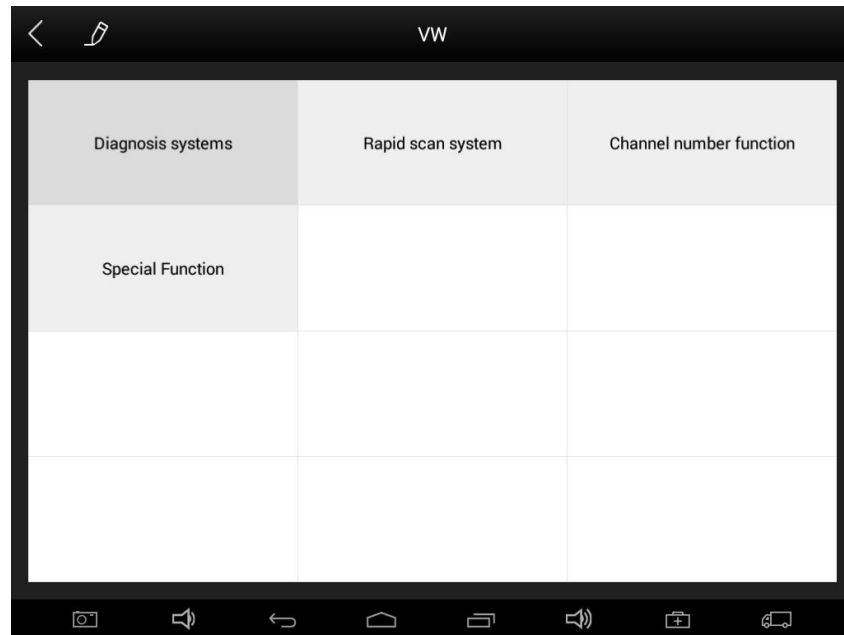 VW
Diagnosis systems
Rapid scan system
Channel number function
Special Function